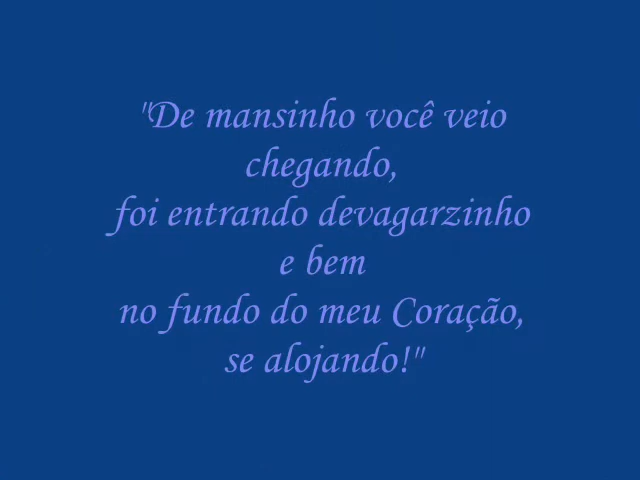 "De mansinho você veio
chegando,
foi entrando devagarzinho
e bem
no fundo do meu Coração,
se alojando!"